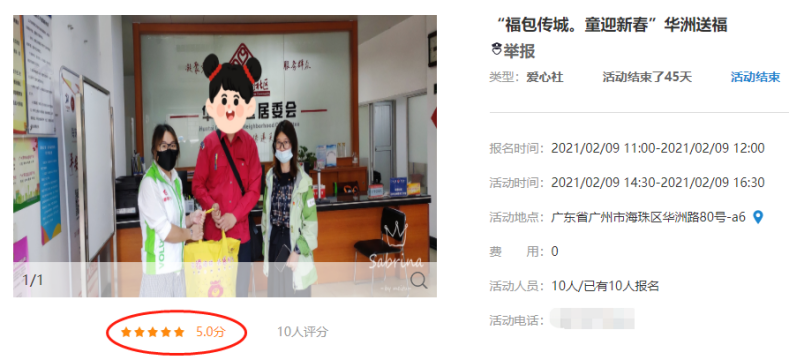 “福包传城。童迎新春”华洲送福
举报
类型：爱心社 活动结束了45天 活动结束
报名时间：2021/02/09 11:00-2021/02/09 12:00
活动时间：2021/02/09 14:30-2021/02/09 16:30
活动地点：广东省广州市海珠区华洲路80号-a6
费 用：0
活动人员：10人/已有10人报名
活动电话：
居委会
Sabrina
1/1
5.0分 10人评分